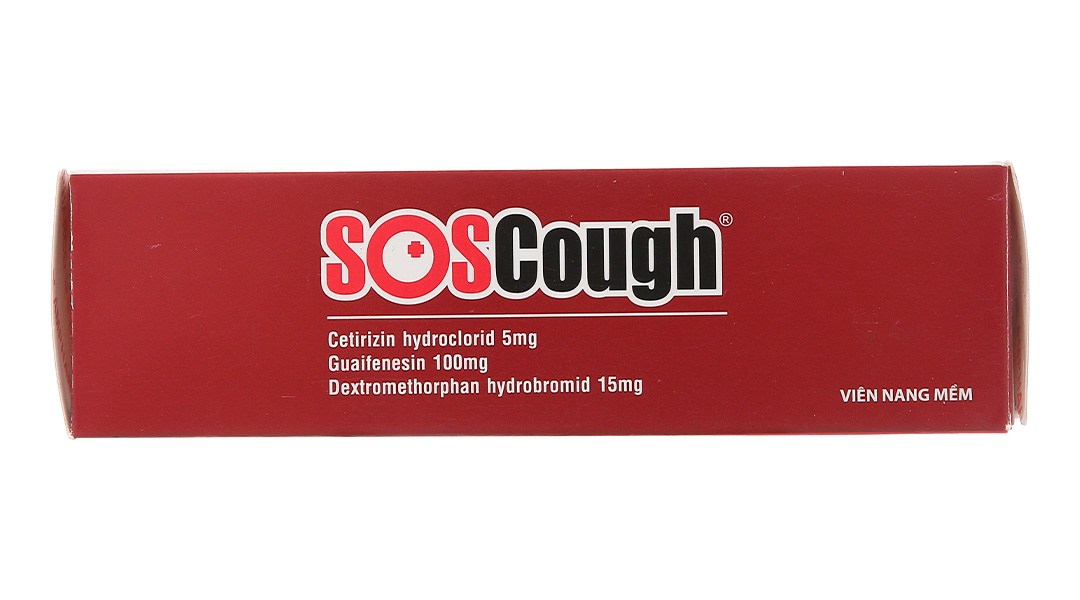 SOSCough®
Cetirizin hydroclorid 5mg
Guaifenesin 100mg
Dextromethorphan hydrobromid 15mg
VIÊN NANG MỀM